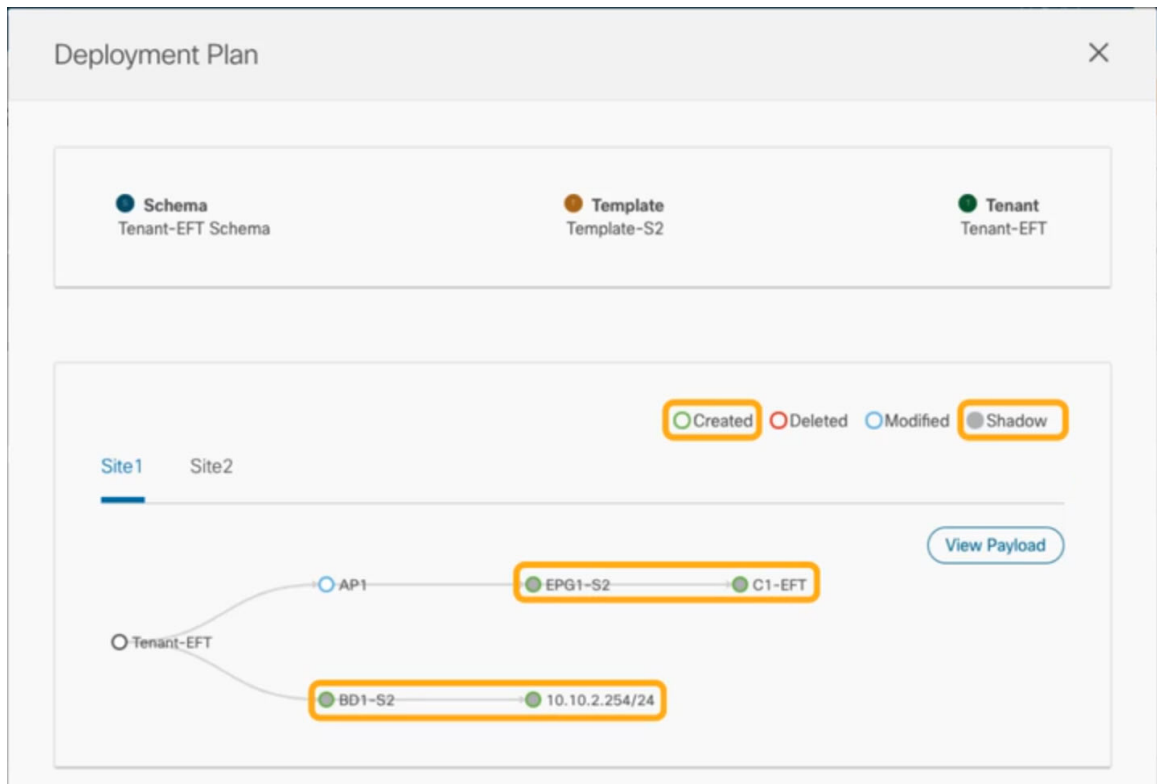 Deployment Plan
Schema
Tenant-EFT Schema
Template
Template-S2
Tenant
Tenant-EFT
Created Deleted Modified Shadow
Site1 Site2
View Payload
AP1 EPG1-S2 C1-EFT
Tenant-EFT
BD1-S2 10.10.2.254/24